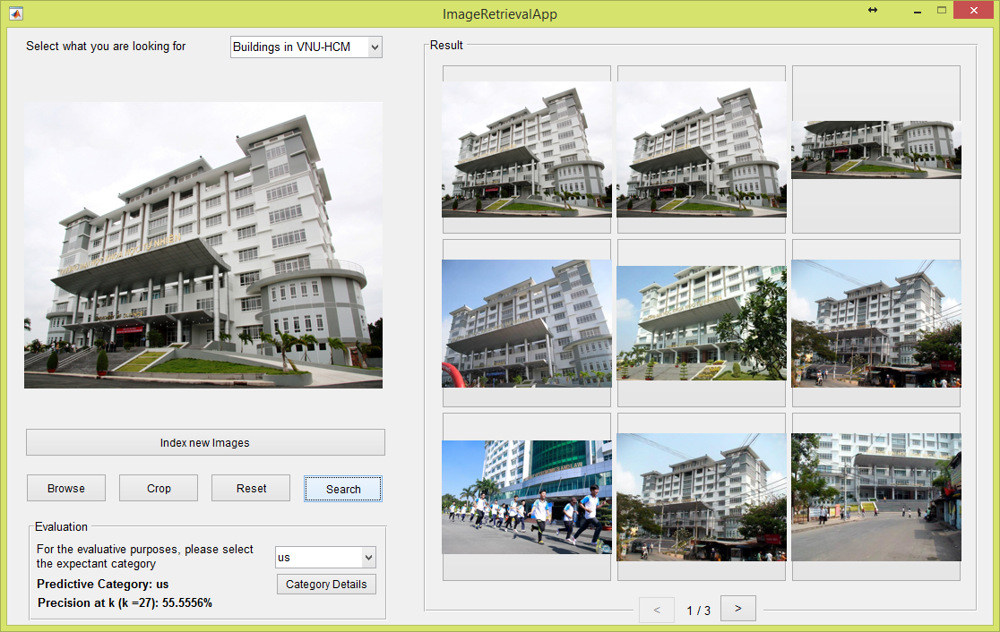 ImageRetrievalApp
Select what you are looking for
Buildings in VNU-HCM
Index new Images
Browse
Crop
Reset
Search
Evaluation
For the evaluative purposes, please select
the expectant category
us
Predictive Category: us
Category Details
Precision at k (k =27): 55.5556%
Result
<
1 / 3
>